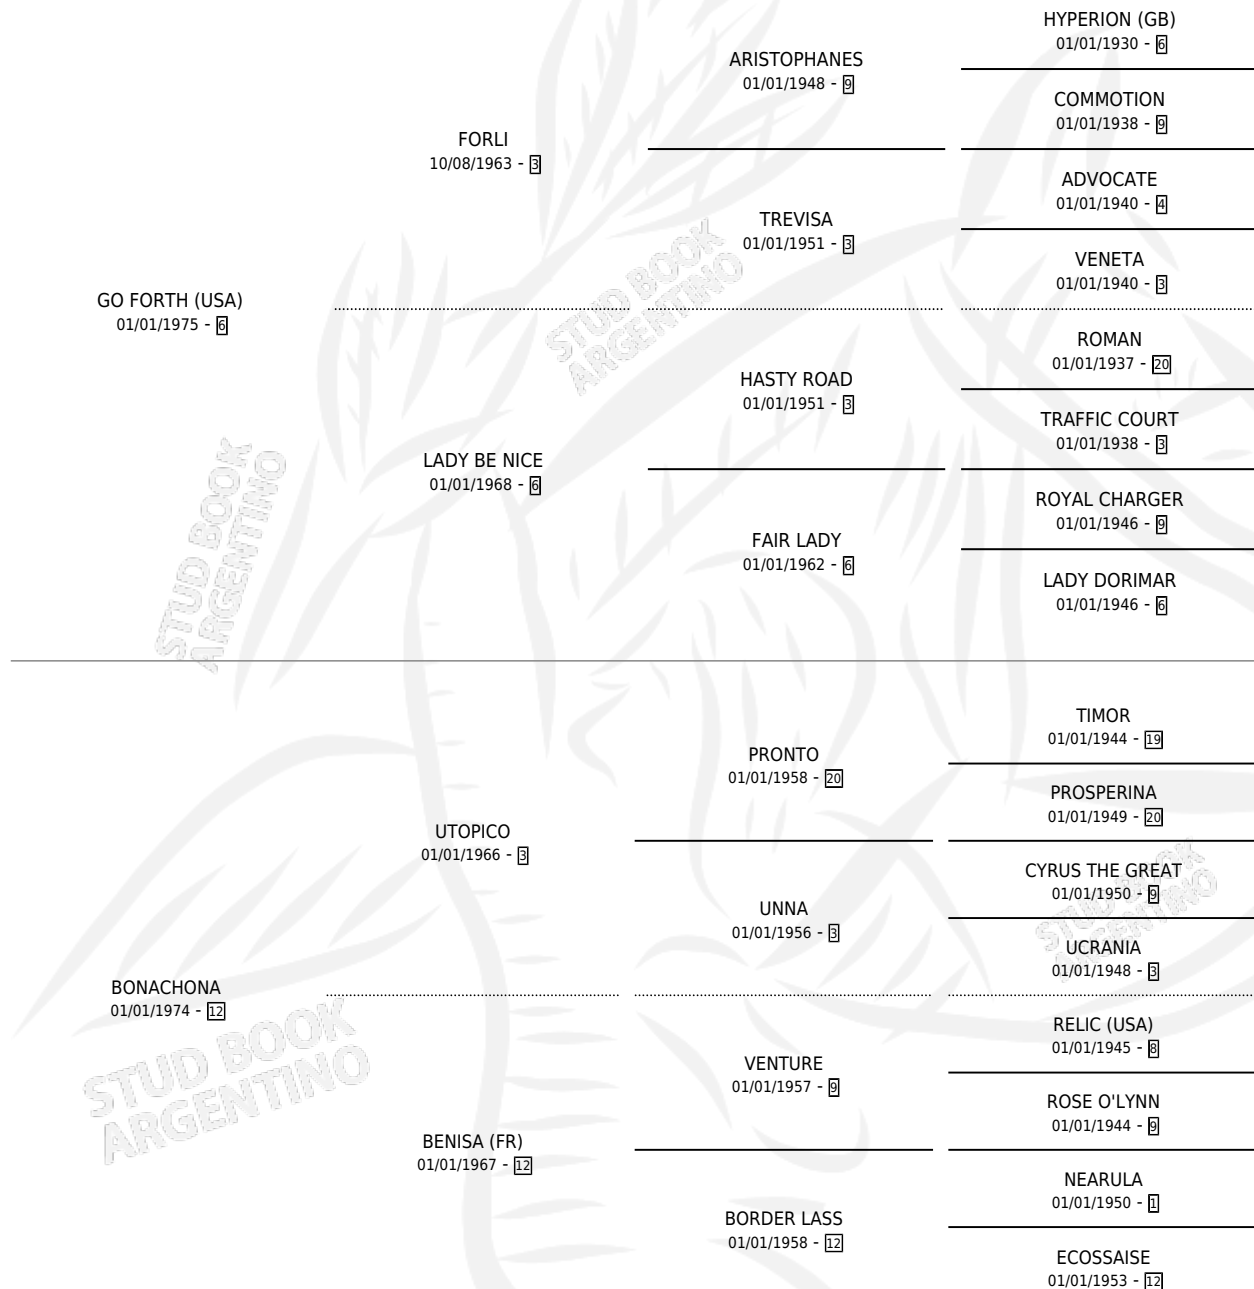 HYPERION (GB)
01/01/1930 - 6
ARISTOPHANES
01/01/1948 - 9
COMMOTION
01/01/1938 - 9
FORLI
10/08/1963 - 3
ADVOCATE
01/01/1940 - 4
TREVISA
01/01/1951 - 3
VENETA
01/01/1940 - 3
GO FORTH (USA)
01/01/1975 - 6
ROMAN
01/01/1937 - 20
HASTY ROAD
01/01/1951 - 3
TRAFFIC COURT
01/01/1938 - 3
LADY BE NICE
01/01/1968 - 6
ROYAL CHARGER
01/01/1946 - 9
FAIR LADY
01/01/1962 - 6
LADY DORIMAR
01/01/1946 - 6
TIMOR
01/01/1944 - 19
PRONTO
01/01/1958 - 20
PROSPERINA
01/01/1949 - 20
UTOPICO
01/01/1966 - 3
CYRUS THE GREAT
01/01/1950 - 9
UNNA
01/01/1956 - 3
UCRANIA
01/01/1948 - 3
BONACHONA
01/01/1974 - 12
RELIC (USA)
01/01/1945 - 8
VENTURE
01/01/1957 - 9
ROSE O'LYNN
01/01/1944 - 9
BENISA (FR)
01/01/1967 - 12
NEARULA
01/01/1950 - 1
BORDER LASS
01/01/1958 - 12
ECOSSAISE
01/01/1953 - 12
STUD BOOK
ARGENTINO
STUD BOOK
ARGENTINO
STUD BOOK
ARGENTINO
STUD BOOK
ARGENTINO